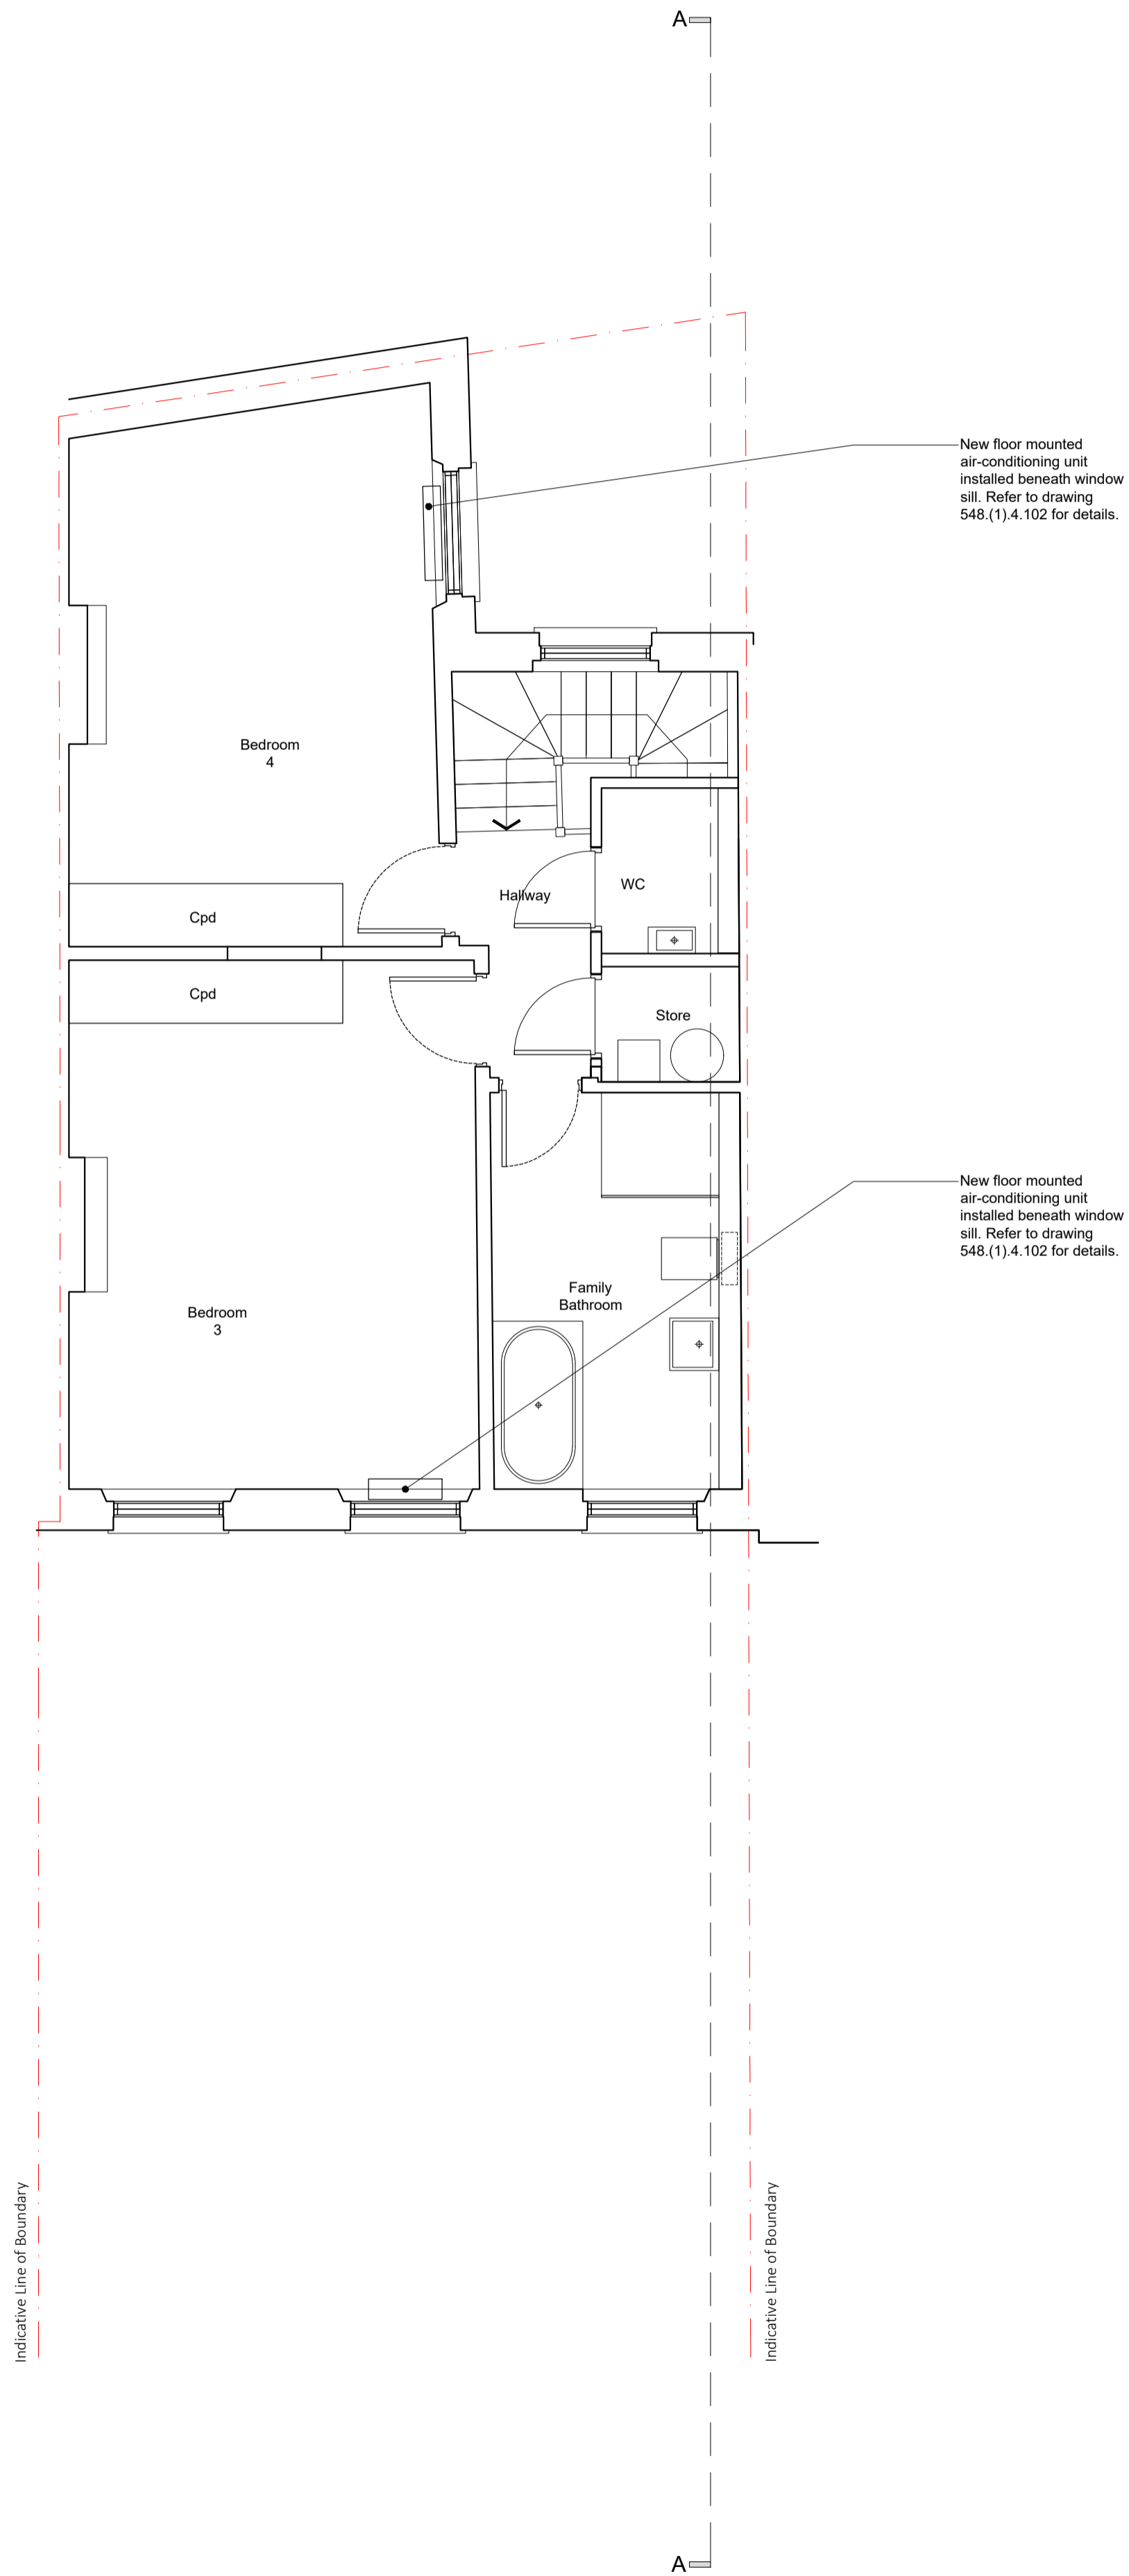 A
New floor mounted
air-conditioning unit
installed beneath window
sill. Refer to drawing
548.(1).4.102 for details.
Bedroom
4
Hallway
WC
Cpd
Cpd
Store
New floor mounted
air-conditioning unit
installed beneath window
sill. Refer to drawing
548.(1).4.102 for details.
Family
Bathroom
Bedroom
3
Indicative Line of Boundary
Indicative Line of Boundary
A